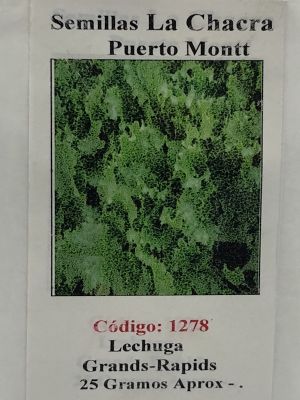 Semillas La Chacra
Puerto Montt
Código: 1278
Lechuga
Grands-Rapids
25 Gramos Aprox - .